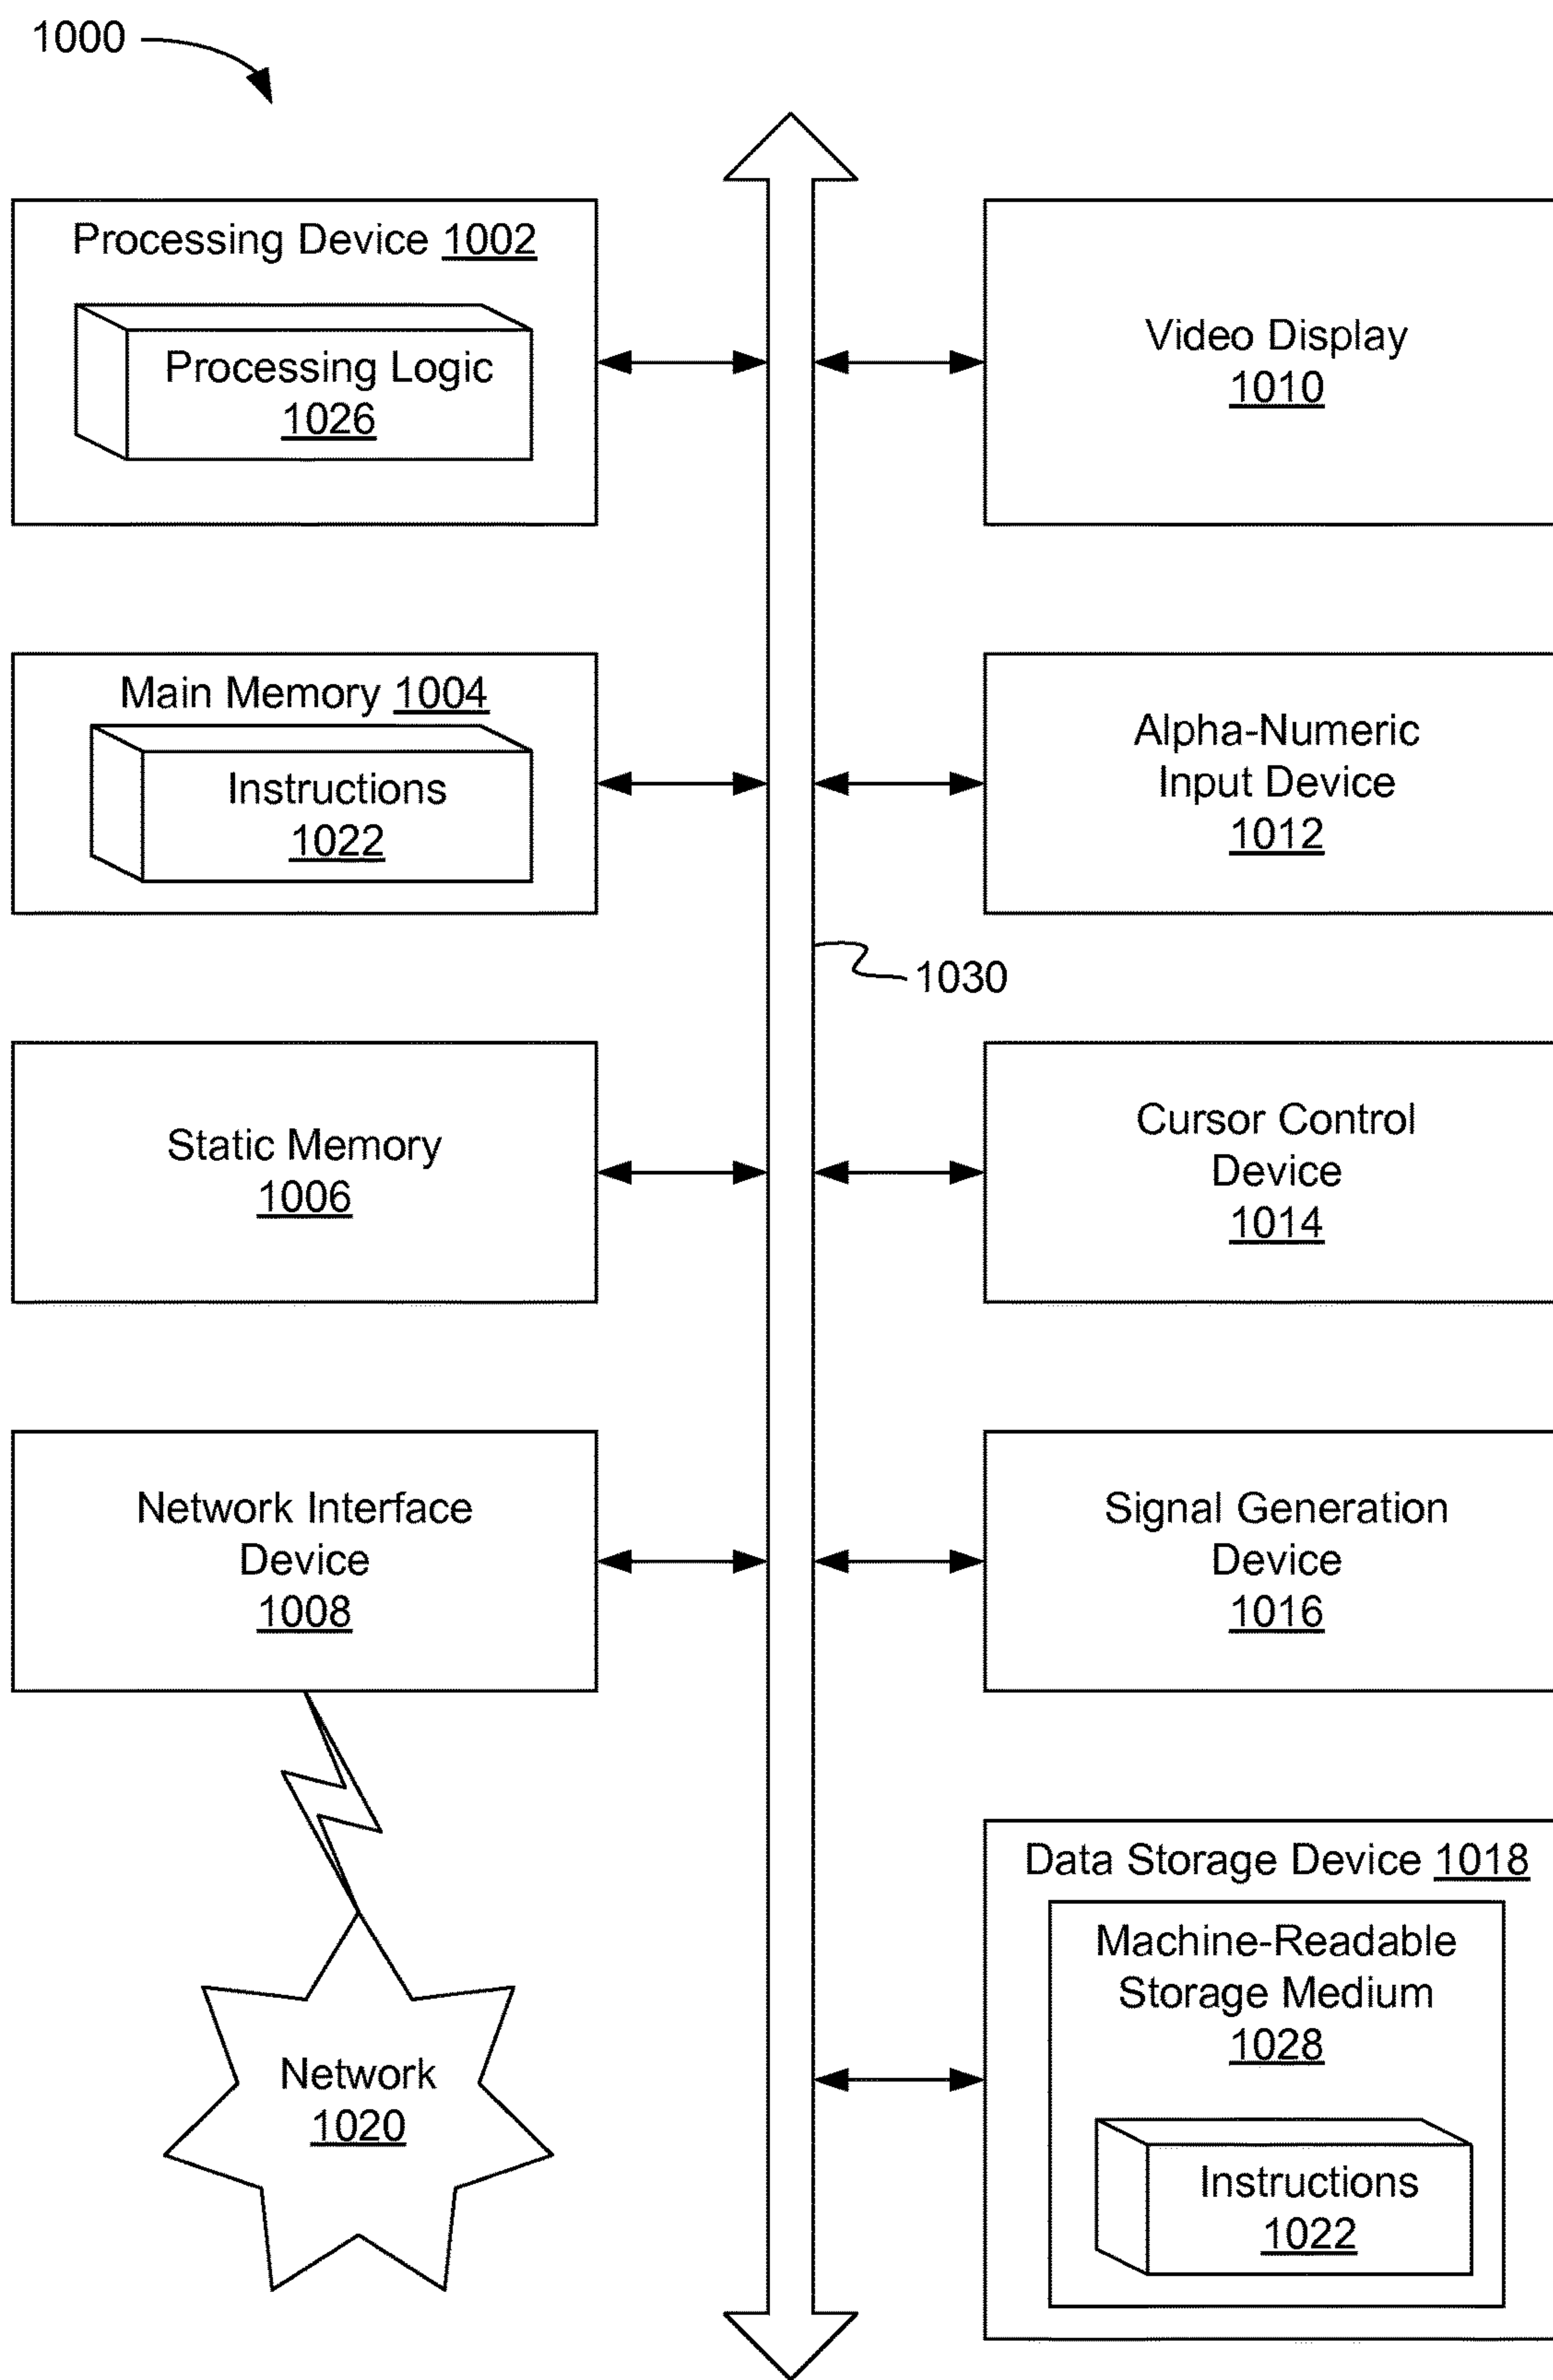 1000
Processing Device 1002
Processing Logic
1026
Video Display
1010
Main Memory 1004
Instructions
1022
Alpha-Numeric
Input Device
1012
1030
Static Memory
1006
Cursor Control
Device
1014
Network Interface
Device
1008
Signal Generation
Device
1016
Data Storage Device 1018
Machine-Readable
Storage Medium
1028
Instructions
1022
Network
1020